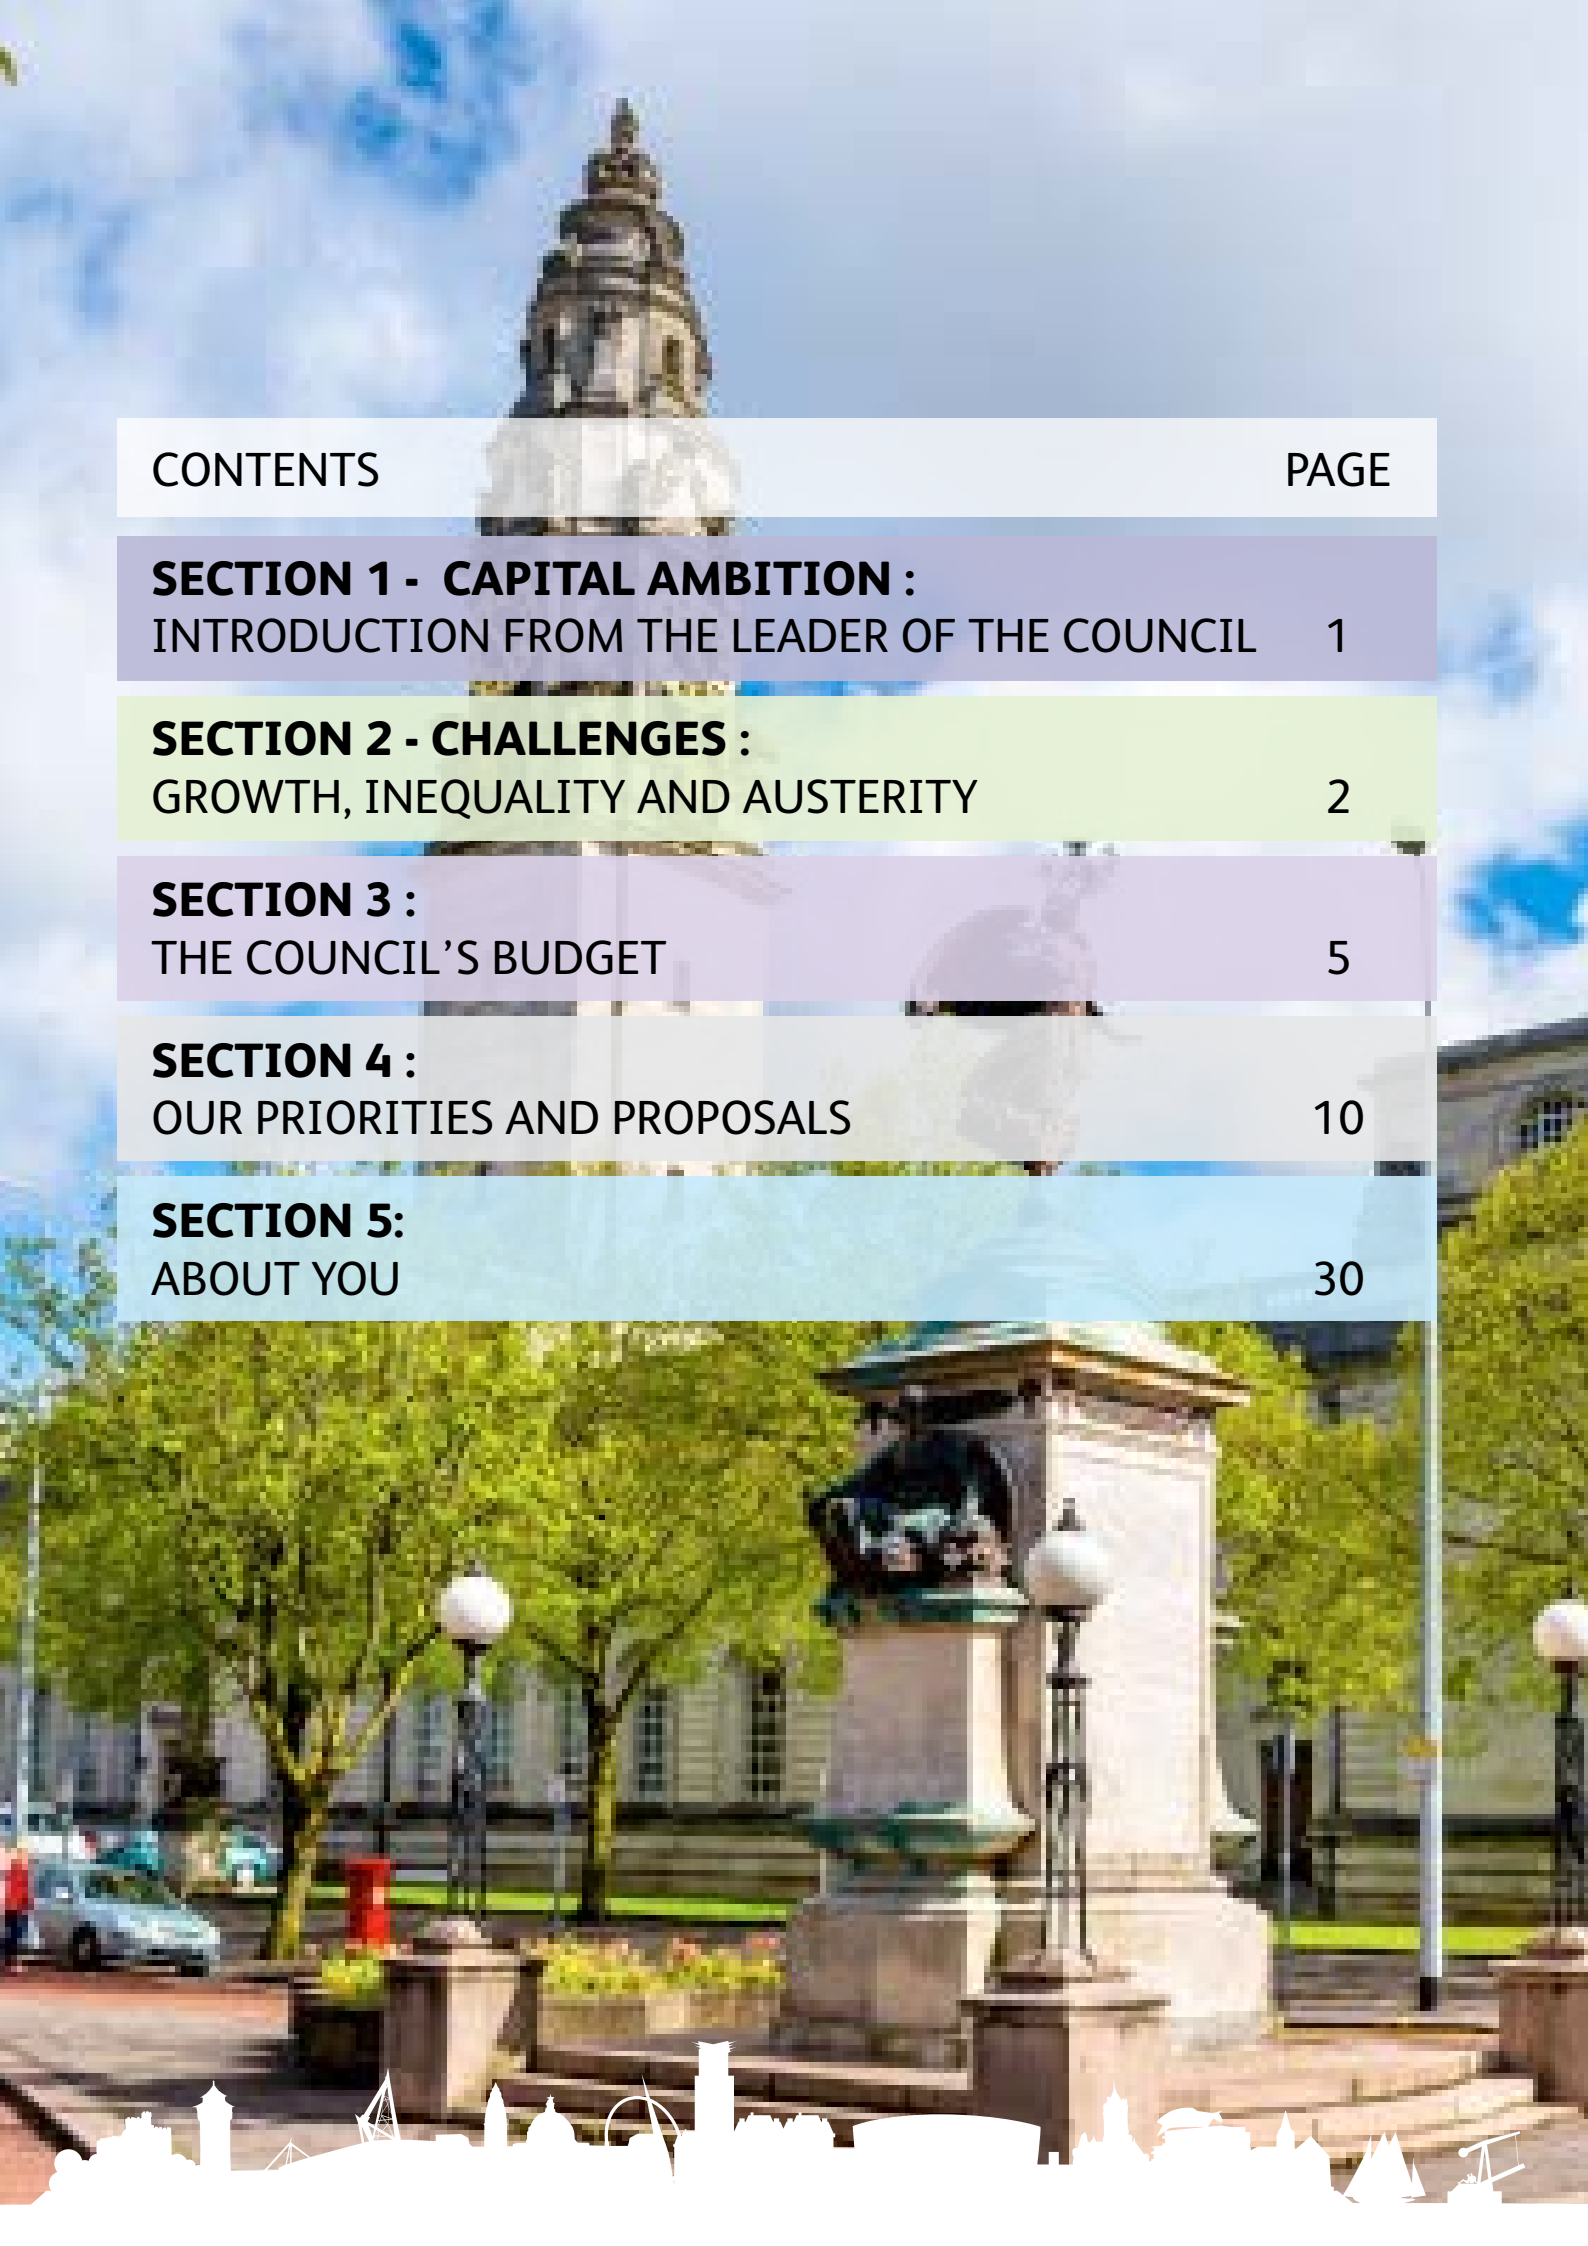 CONTENTS PAGE
SECTION 1 - CAPITAL AMBITION :
INTRODUCTION FROM THE LEADER OF THE COUNCIL 1
SECTION 2 - CHALLENGES :
GROWTH, INEQUALITY AND AUSTERITY 2
SECTION 3 :
THE COUNCIL’S BUDGET 5
SECTION 4 :
OUR PRIORITIES AND PROPOSALS 10
SECTION 5:
ABOUT YOU 30